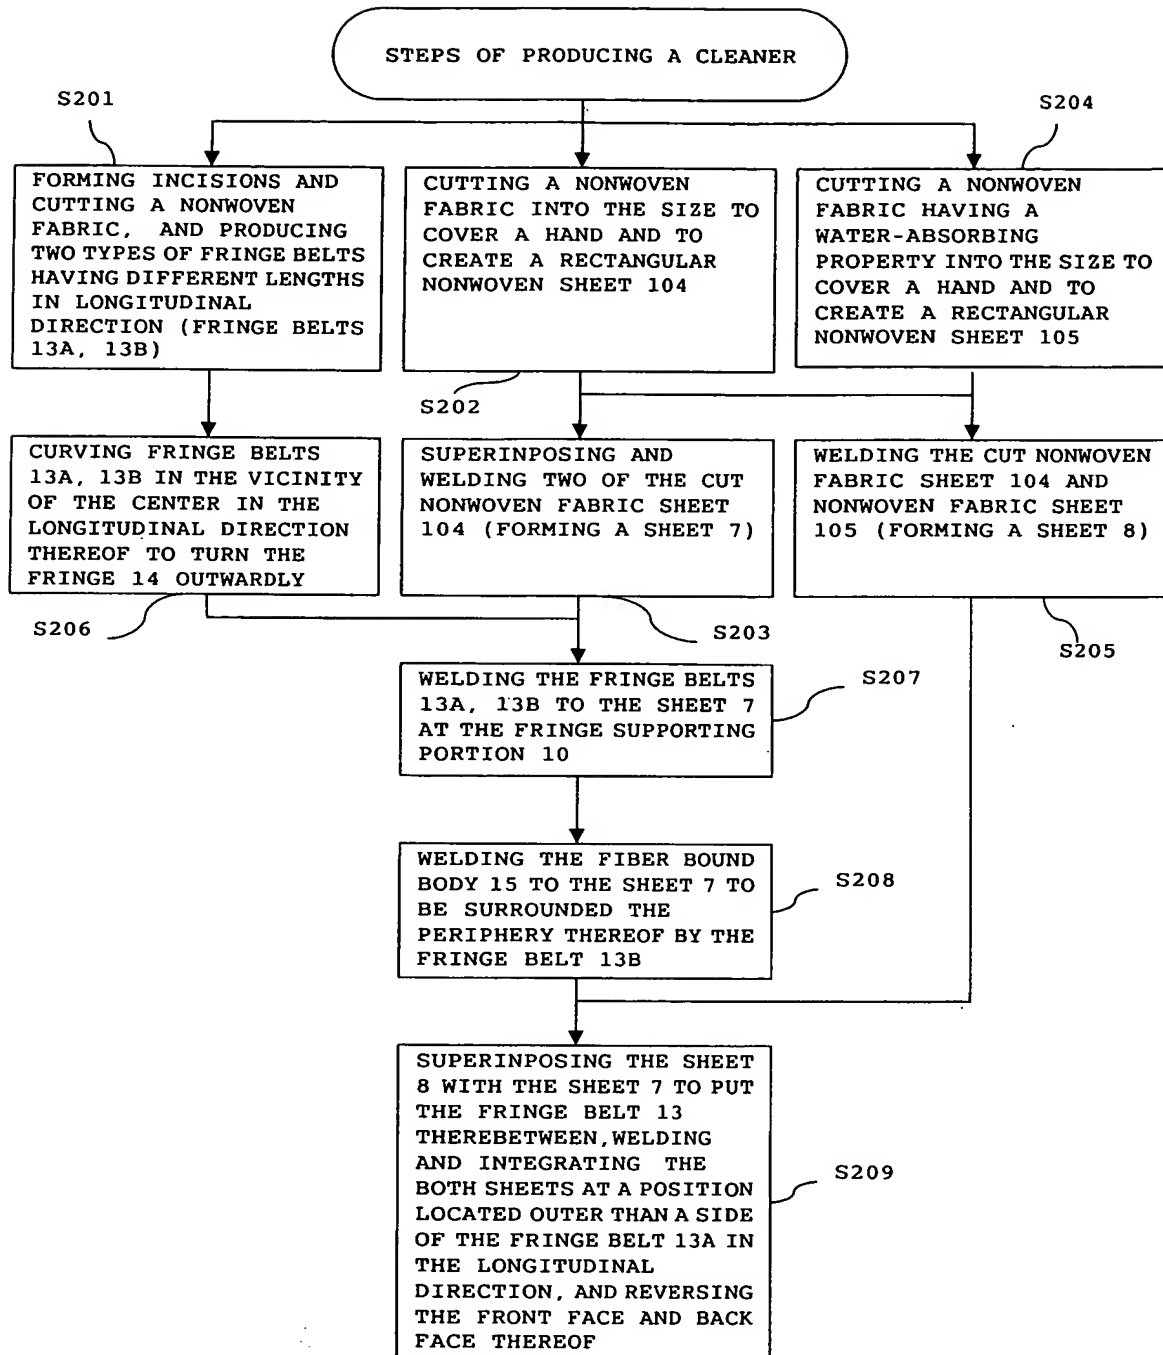 STEPS OF PRODUCING A CLEANER
S201
S204
FORMING INCISIONS AND
CUTTING A NONWOVEN
FABRIC, AND PRODUCING
TWO TYPES OF FRINGE BELTS
HAVING DIFFERENT LENGTHS
IN LONGITUDINAL
DIRECTION (FRINGE BELTS
13A, 13B)
CUTTING A NONWOVEN
FABRIC INTO THE SIZE TO
COVER A HAND AND TO
CREATE A RECTANGULAR
NONWOVEN SHEET 104
CUTTING A NONWOVEN
FABRIC HAVING A
WATER-ABSORBING
PROPERTY INTO THE SIZE TO
COVER A HAND AND TO
CREATE A RECTANGULAR
NONWOVEN SHEET 105
S202
CURVING FRINGE BELTS
13A, 13B IN THE VICINITY
OF THE CENTER IN THE
LONGITUDINAL DIRECTION
THEREOF TO TURN THE
FRINGE 14 OUTWARDLY
SUPERINPOSING AND
WELDING TWO OF THE CUT
NONWOVEN FABRIC SHEET
104 (FORMING A SHEET 7)
WELDING THE CUT NONWOVEN
FABRIC SHEET 104 AND
NONWOVEN FABRIC SHEET
105 (FORMING A SHEET 8)
S206
S203
S205
WELDING THE FRINGE BELTS
13A, 13B TO THE SHEET 7
AT THE FRINGE SUPPORTING
PORTION 10
S207
WELDING THE FIBER BOUND
BODY 15 TO THE SHEET 7 TO
BE SURROUNDED THE
PERIPHERY THEREOF BY THE
FRINGE BELT 13B
S208
SUPERINPOSING THE SHEET
8 WITH THE SHEET 7 TO PUT
THE FRINGE BELT 13
THEREBETWEEN, WELDING
AND INTEGRATING THE
BOTH SHEETS AT A POSITION
LOCATED OUTER THAN A SIDE
OF THE FRINGE BELT 13A IN
THE LONGITUDINAL
DIRECTION, AND REVERSING
THE FRONT FACE AND BACK
FACE THEREOF
S209